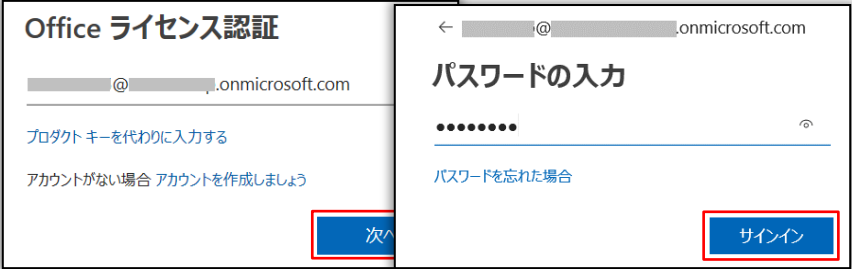 Office ライセンス認証
@ .onmicrosoft.com
プロダクト キーを代わりに入力する
アカウントがない場合 アカウントを作成しましょう
次へ
@ .onmicrosoft.com
パスワードの入力
パスワードを忘れた場合
サインイン